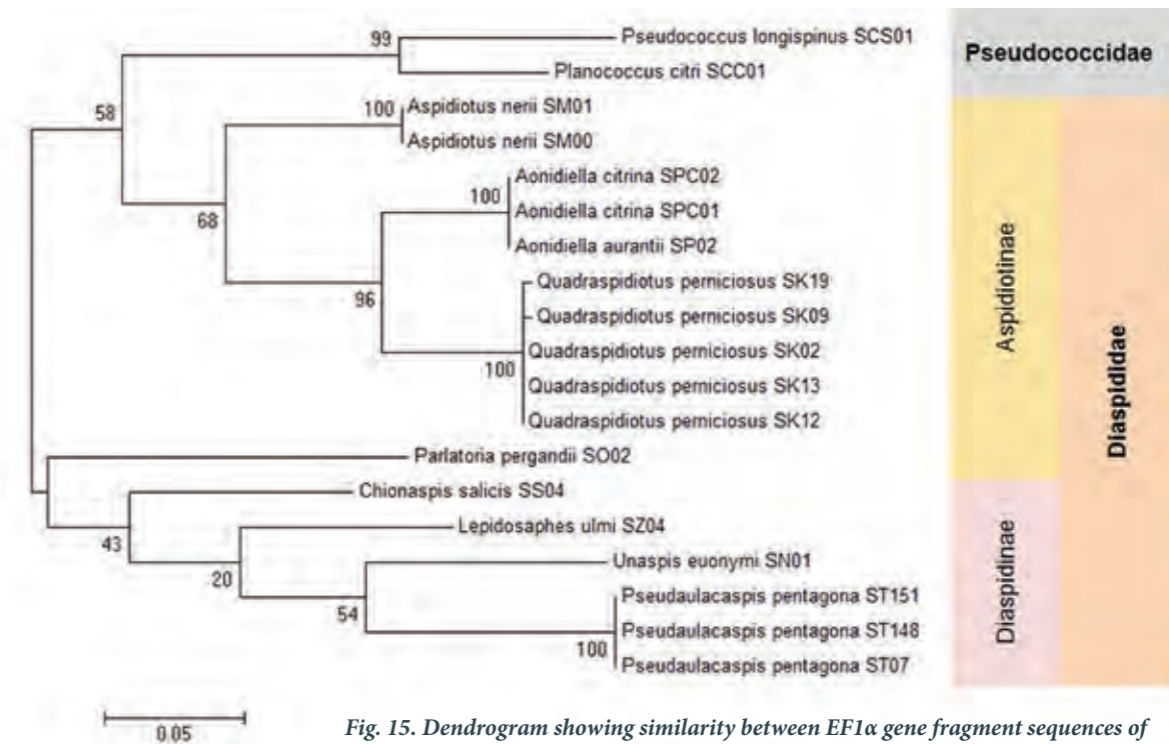 99
Pseudococcus longispinus SCS01
Planococcus citri SCC01
58
100
Aspidiotus nerii SM01
Aspidiotus nerii SM00
Aonidiella citrina SPC02
100
Aonidiella citrina SPC01
68
Aonidiella aurantii SP02
Quadraspidiotus perniciosus SK19
96
Quadraspidiotus perniciosus SK09
Quadraspidiotus perniciosus SK02
100
Quadraspidiotus perniciosus SK13
Quadraspidiotus perniciosus SK12
Parlatoria pergandii SO02
Chionaspis salicis SS04
Lepidosaphes ulmi SZ04
43
Unaspis euonymi SN01
20
Pseudaulacaspis pentagona ST151
54
Pseudaulacaspis pentagona ST148
100
Pseudaulacaspis pentagona ST07
Pseudococcidae
Aspidiotinae
Diaspidinae
Diaspididae
0.05
Fig. 15. Dendrogram showing similarity between EF1α gene fragment sequences of